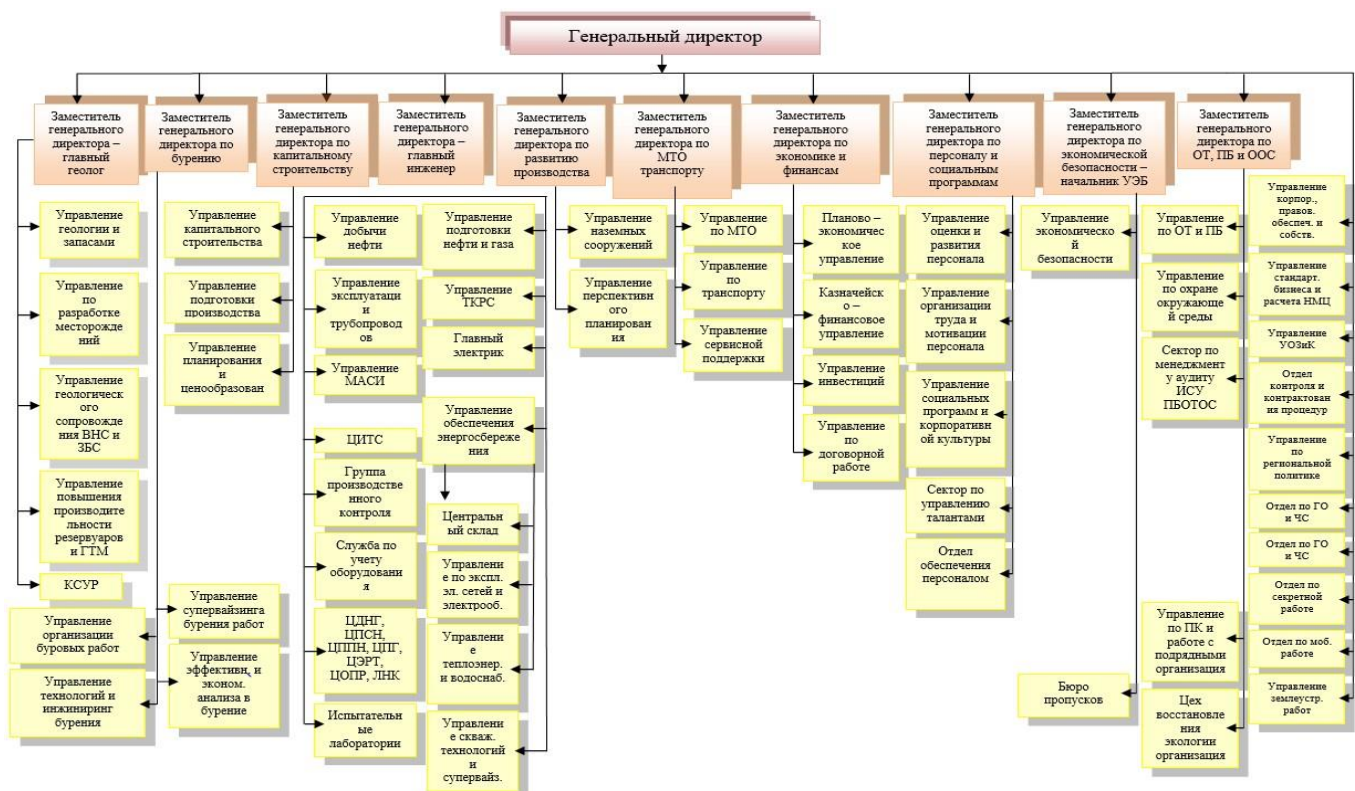 Генеральный директор
Заместитель
генерального
директора –
главный
геолог
Заместитель
генерального
директора по
бурению
Заместитель
генерального
директора по
капитальному
строительству
Заместитель
генерального
директора –
главный
инженер
Заместитель
генерального
директора по
развитию
производства
Заместитель
генерального
директора по
МТО
транспорту
Заместитель
генерального
директора по
экономике и
финансам
Заместитель
генерального
директора по
персоналу и
социальным
программам
Заместитель
генерального
директора по
экономической
безопасности –
начальник УЭБ
Заместитель
генерального
директора по
ОТ, ПБ и ООС
Управление
геологии и
запасами
Управление
по
разработке
месторожде
ний
Управление
геологическ
ого
сопровожде
ния ВНС и
ЗБС
Управление
повышения
производите
льности
резервуаров
и ГТМ
КСУР
Управление
организации
буровых работ
Управление
технологий и
инжиниринг
бурения
Управление
супервайзинга
бурения работ
Управление
эффективн. и
эконом.
анализа в
бурение
Управление
капитального
строительства
Управление
подготовки
производства
Управление
планирования
и
ценообразован
Управление
добычи
нефти
Управление
эксплуатаци
и
трубопровод
ов
Управление
МАСИ
ЦИТС
Группа
производстве
нного
контроля
Служба по
учету
оборудовани
я
ЦДНГ,
ЦПСН,
ЦППН, ЦПГ,
ЦЭРТ,
ЦОПР, ЛНК
Испытательн
ые
лаборатории
Управление
подготовки
нефти и газа
Управление
ТКРС
Главный
электрик
Управление
обеспечения
энергосбереже
ния
Центральн
ый склад
Управлени
е по экспл.
эл. сетей и
электрооб.
Управлени
е
теплоэнер.
и водоснаб.
Управлени
е скваж.
технологий
и
супервайз.
Управление
наземных
сооружений
Управление
перспективн
ого
планирован
ия
Управление
по МТО
Управление
по
транспорту
Управление
сервисной
поддержки
Планово –
экономичес
кое
управление
Казначейск
о –
финансовое
управление
Управление
инвестиций
Управление
по
договорной
работе
Управление
оценки и
развития
персонала
Управление
организации
труда и
мотивации
персонала
Управление
социальных
программ и
корпоратив
ной
культуры
Сектор по
управлению
талантами
Отдел
обеспечения
персоналом
Управление
экономическо
й
безопасности
Бюро
пропусков
Управление
по ОТ и ПБ
Управление
по охране
окружающе
й среды
Сектор по
менеджмент
у аудиту
ИСУ
ПБОТОС
Управление
по ПК и
работе с
подрядными
организация
Цех
восстановле
ния
экологии
организация
Управление
корпор.,
правов.
обеспеч. и
собств.
Управление
стандарт.
бизнеса и
расчета НМЦ
Управление
УОЗиК
Отдел
контроля и
контрактован
ия процедур
Управление
по
региональной
политике
Отдел по ГО
и ЧС
Отдел по ГО
и ЧС
Отдел по
секретной
работе
Отдел по моб.
работе
Управление
землеустр.
работ